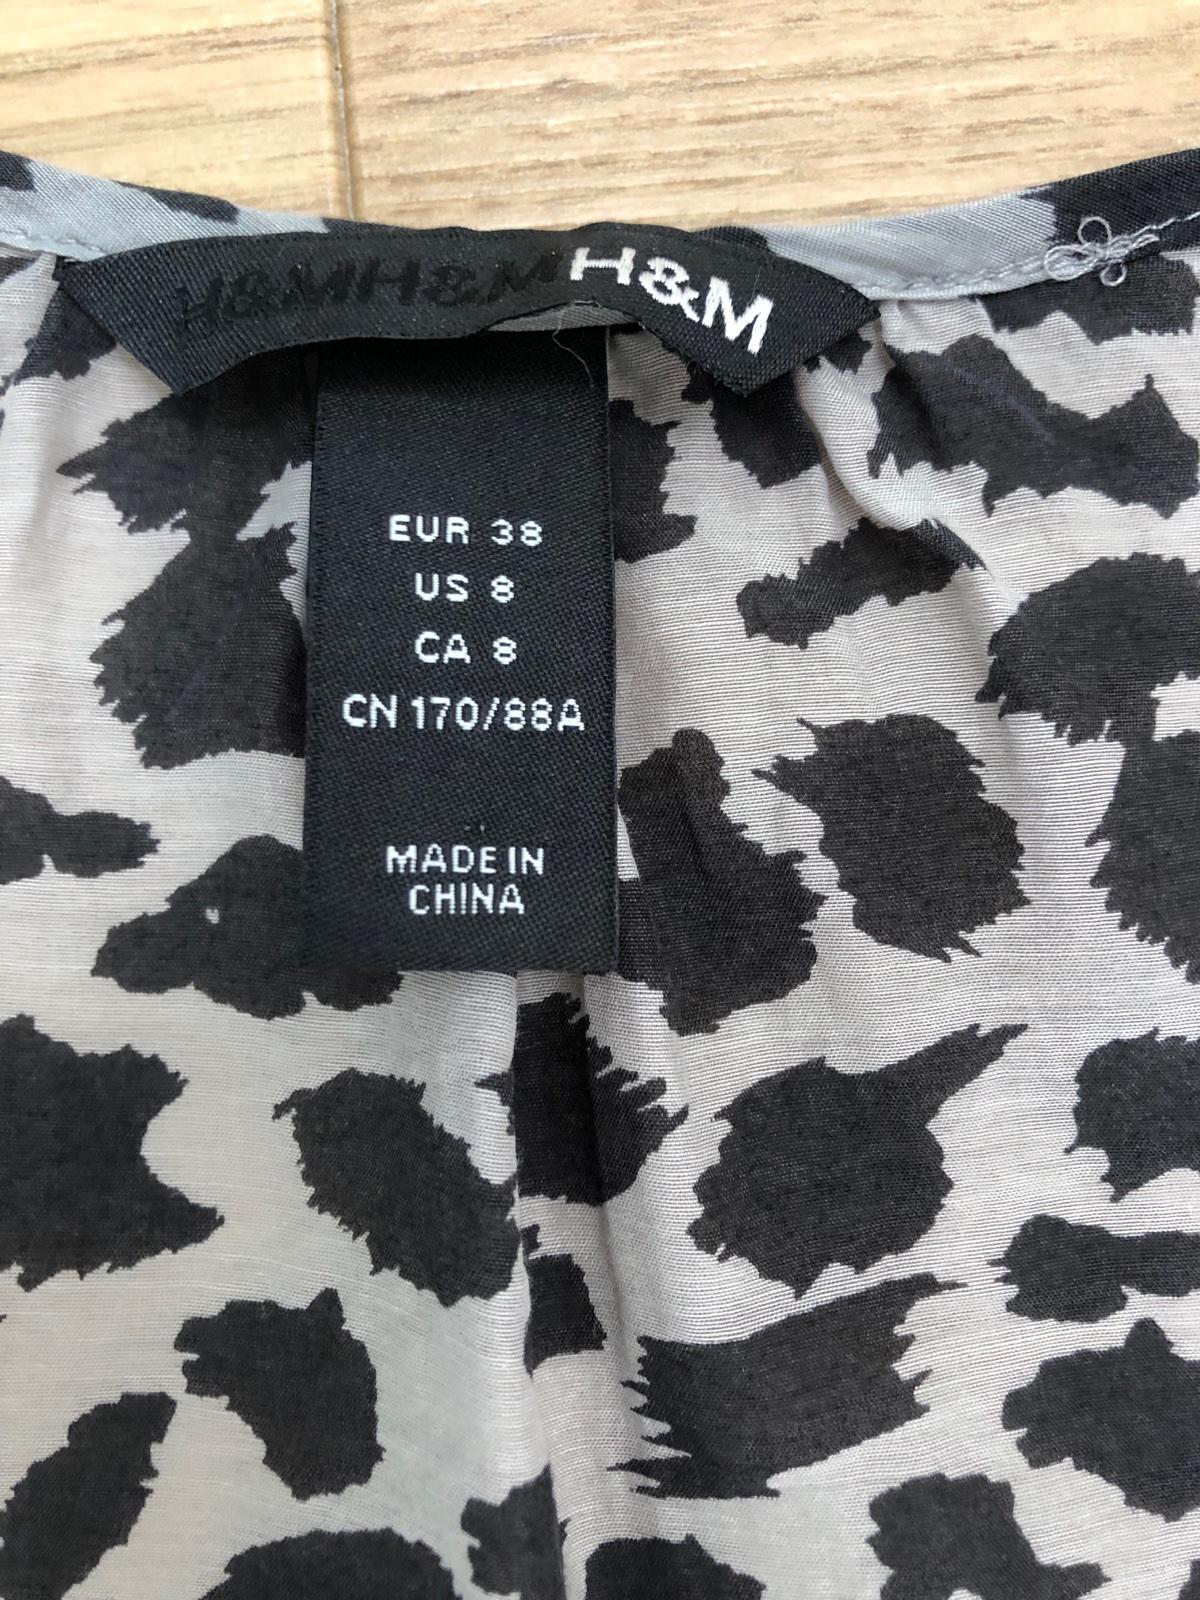 H&MH&MH&M
EUR 38
US 8
CA 8
CN 170/88A
MADE IN
CHINA